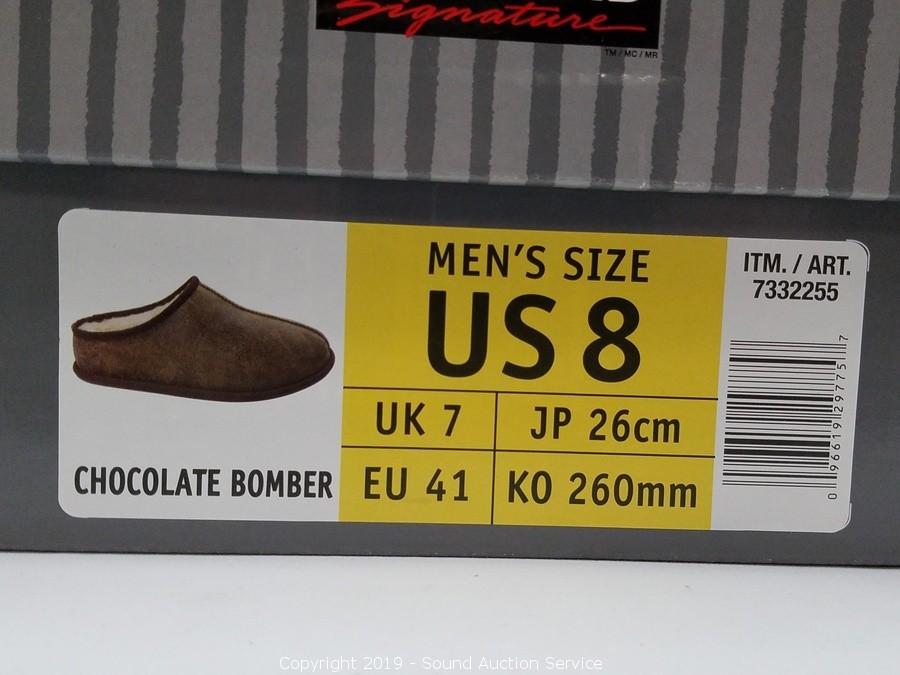 Signature
TM / MC / MR
MEN'S SIZE
US 8
UK 7
JP 26cm
EU 41
KO 260mm
CHOCOLATE BOMBER
ITM. / ART.
7332255
0 96619 29775 7
Copyright 2019 - Sound Auction Service